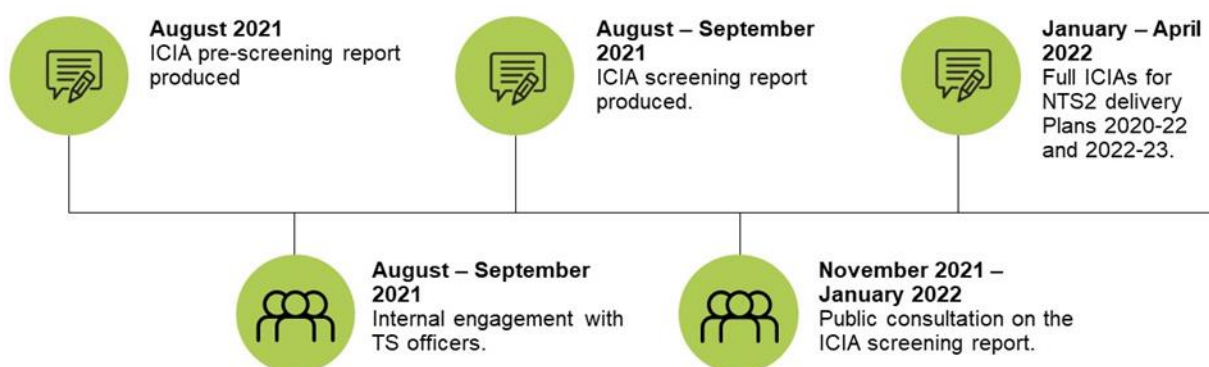 August 2021
ICIA pre-screening report
produced
August – September
2021
ICIA screening report
produced.
January – April
2022
Full ICIAs for
NTS2 delivery
Plans 2020-22
and 2022-23.
August – September
2021
Internal engagement with
TS officers.
November 2021 –
January 2022
Public consultation on the
ICIA screening report.